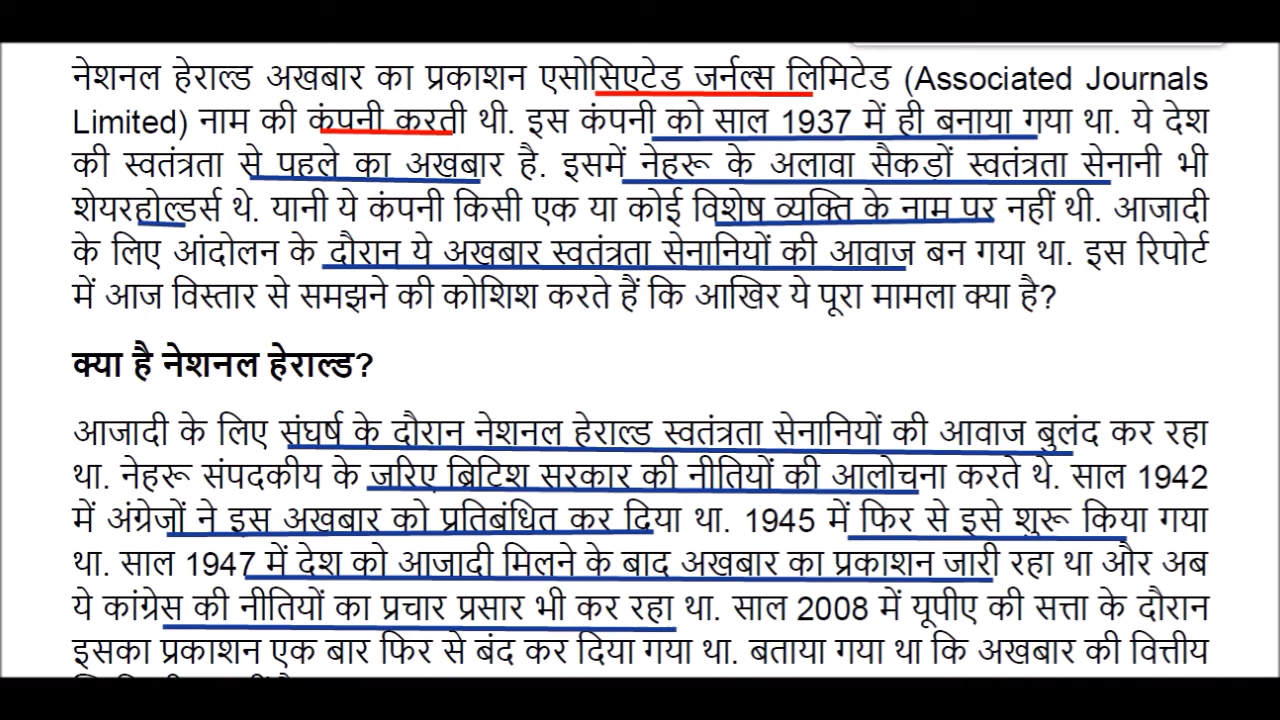 नेशनल हेराल्ड अखबार का प्रकाशन एसोसिएटेड जर्नल्स लिमिटेड (Associated Journals
Limited) नाम की कंपनी करती थी. इस कंपनी को साल 1937 में ही बनाया गया था. ये देश
की स्वतंत्रता से पहले का अखबार है. इसमें नेहरू के अलावा सैकड़ों स्वतंत्रता सेनानी भी
शेयरहोल्डर्स थे. यानी ये कंपनी किसी एक या कोई विशेष व्यक्ति के नाम पर नहीं थी. आजादी
के लिए आंदोलन के दौरान ये अखबार स्वतंत्रता सेनानियों की आवाज बन गया था. इस रिपोर्ट
में आज विस्तार से समझने की कोशिश करते हैं कि आखिर ये पूरा मामला क्या है?
क्या है नेशनल हेराल्ड?
आजादी के लिए संघर्ष के दौरान नेशनल हेराल्ड स्वतंत्रता सेनानियों की आवाज बुलंद कर रहा
था. नेहरू संपदकीय के जरिए ब्रिटिश सरकार की नीतियों की आलोचना करते थे. साल 1942
में अंग्रेजों ने इस अखबार को प्रतिबंधित कर दिया था. 1945 में फिर से इसे शुरू किया गया
था. साल 1947 में देश को आजादी मिलने के बाद अखबार का प्रकाशन जारी रहा था और अब
ये कांग्रेस की नीतियों का प्रचार प्रसार भी कर रहा था. साल 2008 में यूपीए की सत्ता के दौरान
इसका प्रकाशन एक बार फिर से बंद कर दिया गया था. बताया गया था कि अखबार की वित्तीय